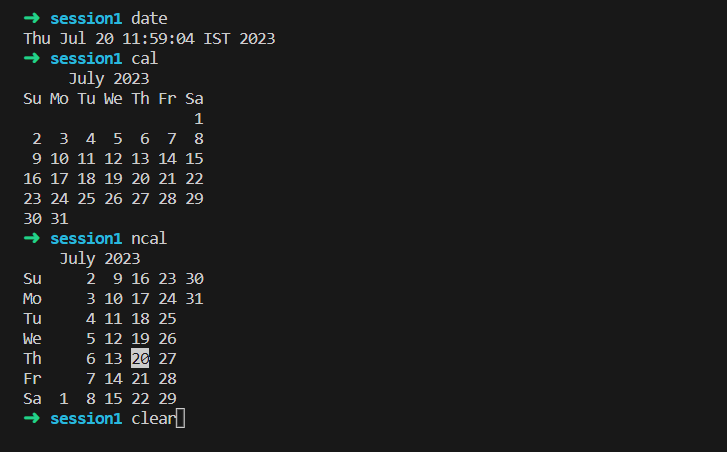 ➜ session1 date
Thu Jul 20 11:59:04 IST 2023
➜ session1 cal
     July 2023
Su Mo Tu We Th Fr Sa
                   1
 2  3  4  5  6  7  8
 9 10 11 12 13 14 15
16 17 18 19 20 21 22
23 24 25 26 27 28 29
30 31
➜ session1 ncal
    July 2023
Su     2  9 16 23 30
Mo     3 10 17 24 31
Tu     4 11 18 25
We     5 12 19 26
Th     6 13 20 27
Fr     7 14 21 28
Sa  1  8 15 22 29
➜ session1 clear